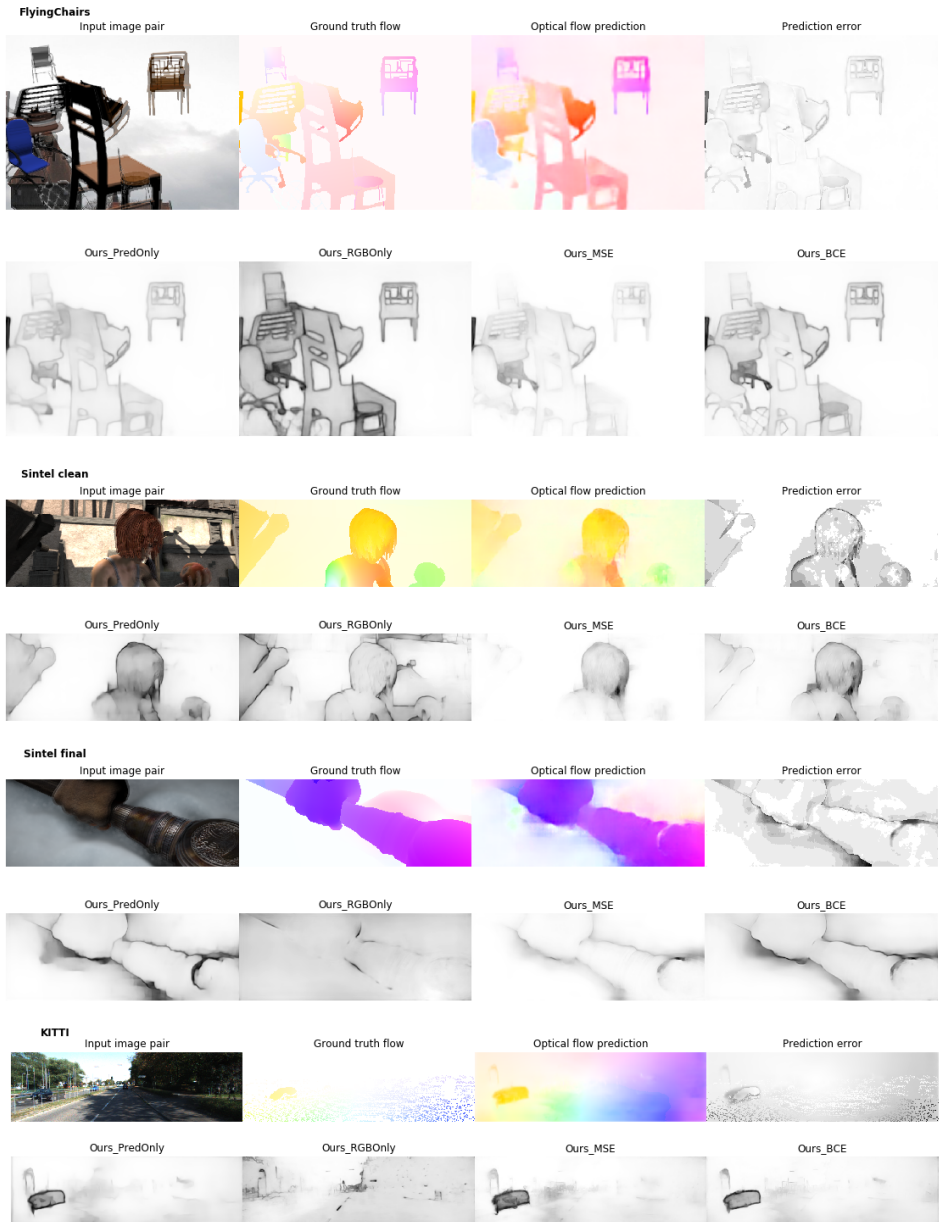 FlyingChairs
Input image pair Ground truth flow Optical flow prediction Prediction error
Ours_PredOnly Ours_RGBOnly Ours_MSE Ours_BCE
Sintel clean
Input image pair Ground truth flow Optical flow prediction Prediction error
Ours_PredOnly Ours_RGBOnly Ours_MSE Ours_BCE
Sintel final
Input image pair Ground truth flow Optical flow prediction Prediction error
Ours_PredOnly Ours_RGBOnly Ours_MSE Ours_BCE
KITTI
Input image pair Ground truth flow Optical flow prediction Prediction error
Ours_PredOnly Ours_RGBOnly Ours_MSE Ours_BCE